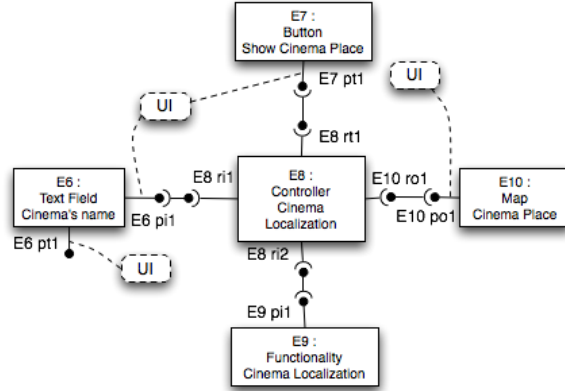 E7 :
Button
Show Cinema Place
E7 pt1
UI
UI
E8 rt1
E6 :
Text Field
Cinema's name
E8 ri1
E6 pi1
E8 :
Controller
Cinema
Localization
E10 ro1
E10 po1
E10 :
Map
Cinema Place
E6 pt1
UI
E8 ri2
E9 pi1
E9 :
Functionality
Cinema Localization